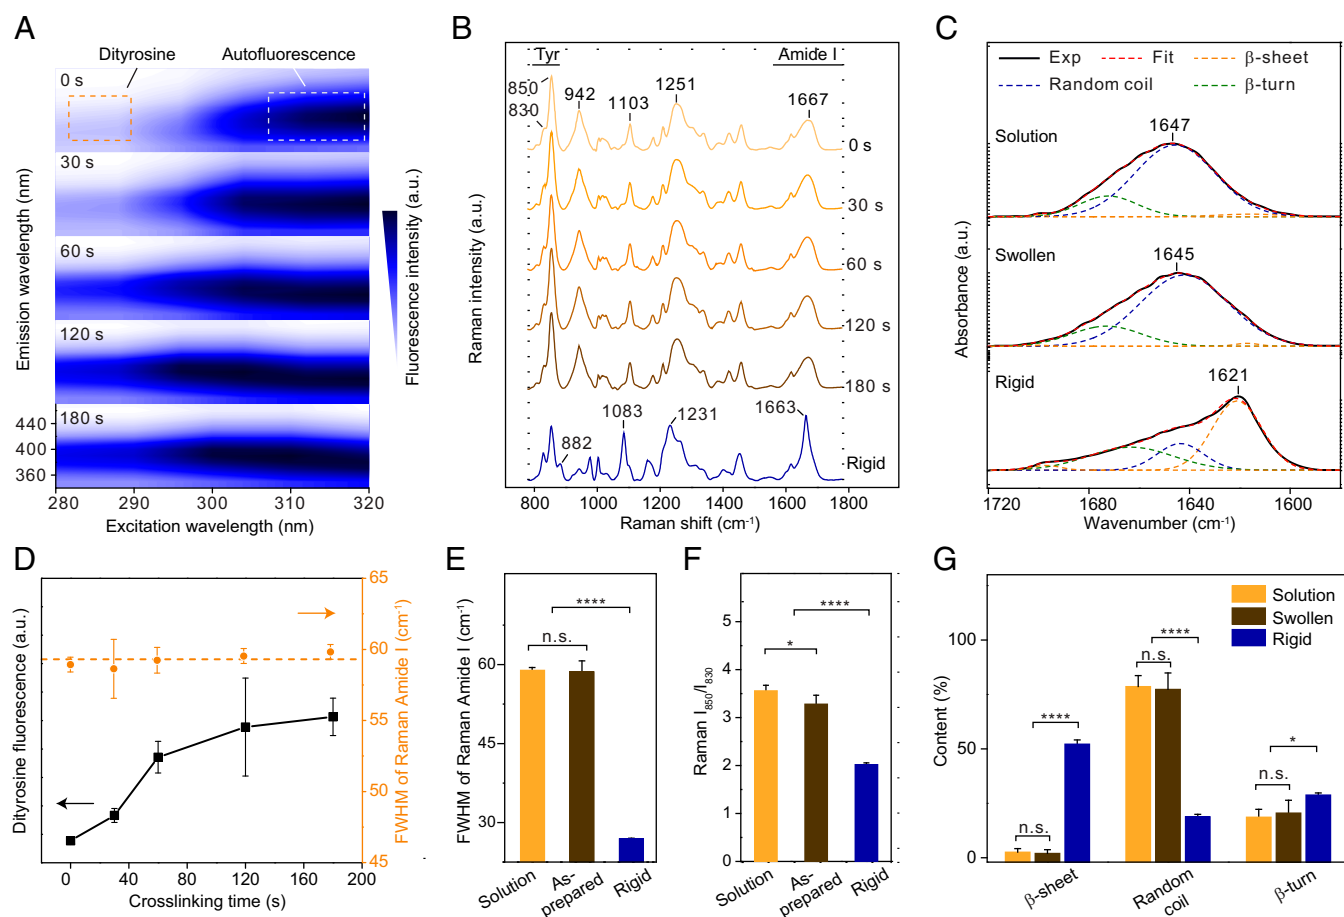 A
Dityrosine
Autofluorescence
0 s
30 s
60 s
120 s
180 s
Emission wavelength (nm)
440
400
360
280
290
300
310
320
Excitation wavelength (nm)
Fluorescence intensity (a.u.)
B
Tyr
Amide I
850
830
942
1103
1251
1667
0 s
30 s
60 s
120 s
180 s
882
1083
1231
1663
Rigid
Raman intensity (a.u.)
800
1000
1200
1400
1600
1800
Raman shift (cm⁻¹)
C
Exp
Fit
β-sheet
Random coil
β-turn
Solution
1647
Swollen
1645
Rigid
1621
Absorbance (a.u.)
1720
1680
1640
1600
Wavenumber (cm⁻¹)
D
Dityrosine fluorescence (a.u.)
65
60
55
50
45
FWHM of Raman Amide I (cm⁻¹)
0
40
80
120
160
200
Crosslinking time (s)
E
FWHM of Raman Amide I (cm⁻¹)
60
45
30
n.s.
****
Solution
As-
prepared
Rigid
F
Raman I₈₅₀/I₈₃₀
5
4
3
2
1
0
*
****
Solution
As-
prepared
Rigid
G
Content (%)
100
50
0
Solution
Swollen
Rigid
n.s.
****
n.s.
****
n.s.
*
β-sheet
Random
coil
β-turn